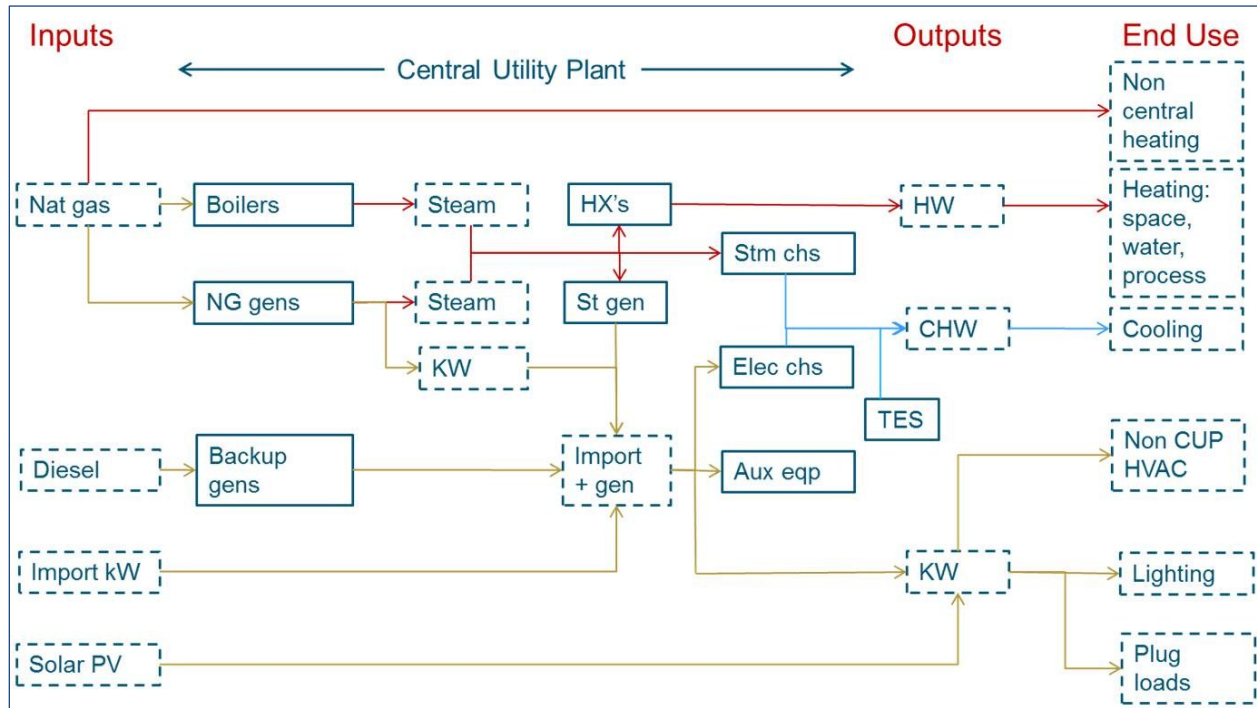 Inputs
Outputs
End Use
Central Utility Plant
Non
central
heating
Nat gas
Boilers
Steam
HX's
HW
Heating:
space,
water,
process
Stm chs
NG gens
Steam
St gen
CHW
Cooling
KW
Elec chs
TES
Diesel
Backup
gens
Import
+ gen
Aux eqp
Non CUP
HVAC
Import kW
KW
Lighting
Solar PV
Plug
loads